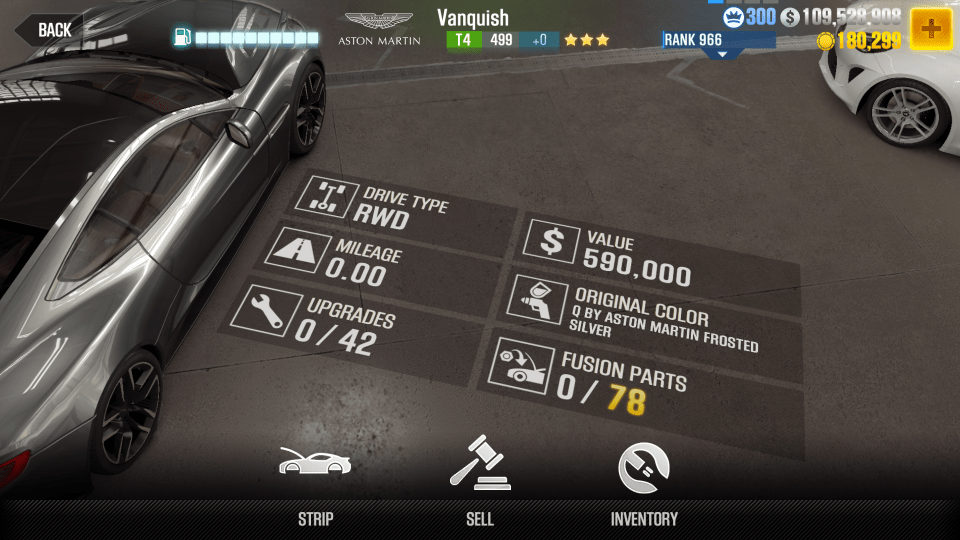 BACK
ASTON MARTIN
Vanquish
T4 499 +0
RANK 966
300 $ 109,528,908
180,299
DRIVE TYPE
RWD
MILEAGE
0.00
UPGRADES
0 / 42
$ VALUE
590,000
ORIGINAL COLOR
Q BY ASTON MARTIN FROSTED
SILVER
FUSION PARTS
0 / 78
STRIP
SELL
INVENTORY